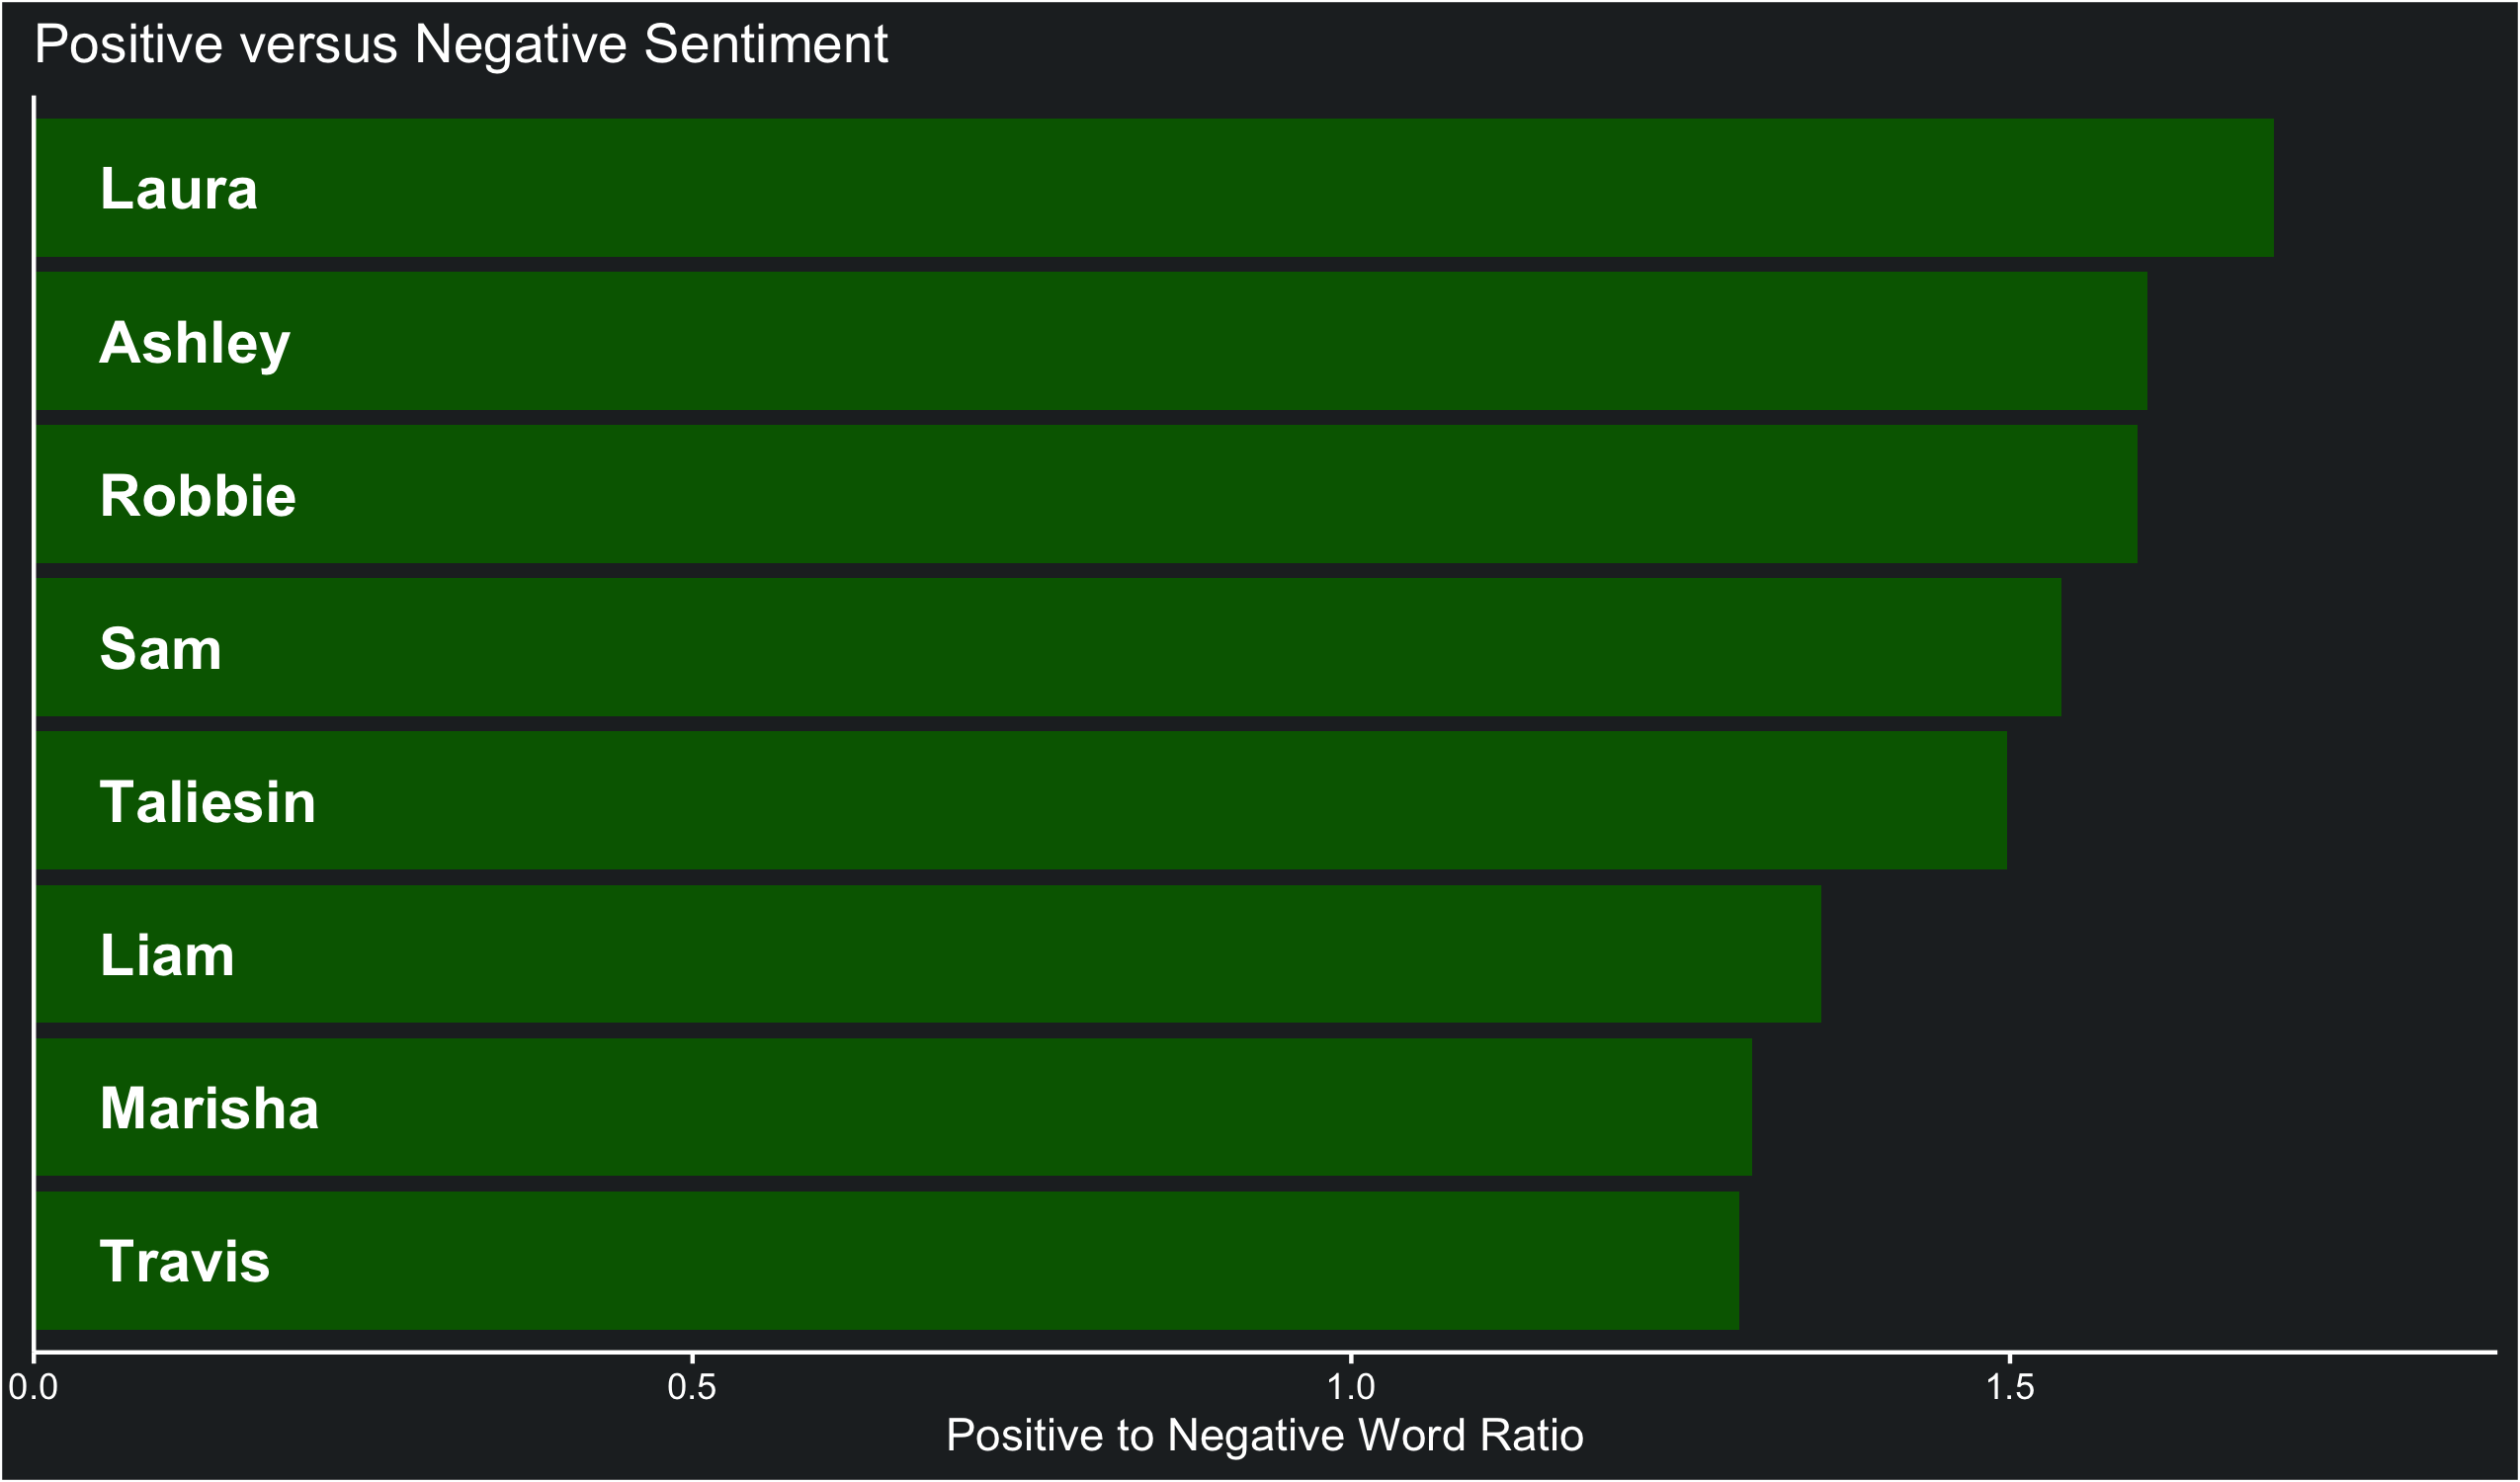 Positive versus Negative Sentiment
Laura
Ashley
Robbie
Sam
Taliesin
Liam
Marisha
Travis
0.0 0.5 1.0 1.5
Positive to Negative Word Ratio